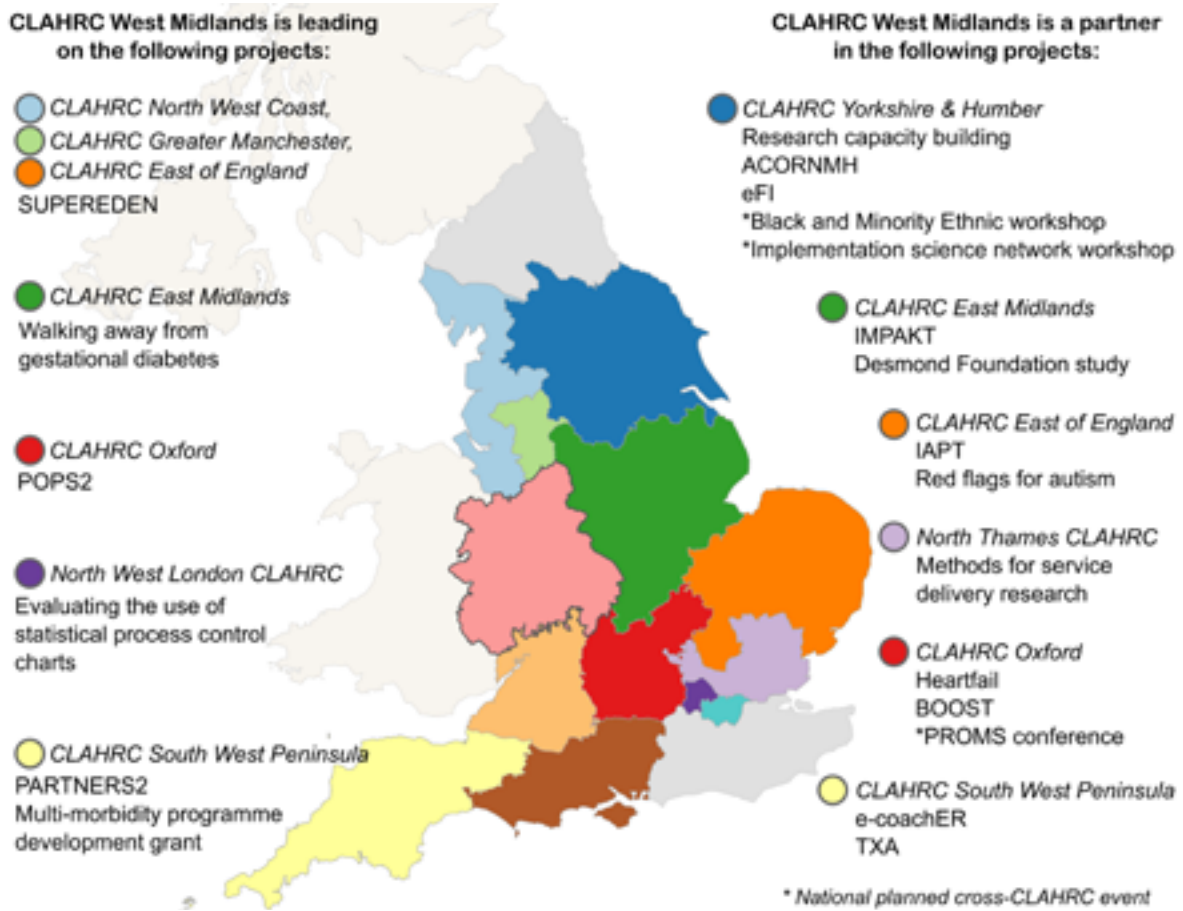 CLAHRC West Midlands is leading
on the following projects:
CLAHRC North West Coast,
CLAHRC Greater Manchester,
CLAHRC East of England
SUPEREDEN
CLAHRC East Midlands
Walking away from
gestational diabetes
CLAHRC Oxford
POPS2
North West London CLAHRC
Evaluating the use of
statistical process control
charts
CLAHRC South West Peninsula
PARTNERS2
Multi-morbidity programme
development grant
CLAHRC West Midlands is a partner
in the following projects:
CLAHRC Yorkshire & Humber
Research capacity building
ACORNMH
eFI
*Black and Minority Ethnic workshop
*Implementation science network workshop
CLAHRC East Midlands
IMPAKT
Desmond Foundation study
CLAHRC East of England
IAPT
Red flags for autism
North Thames CLAHRC
Methods for service
delivery research
CLAHRC Oxford
Heartfail
BOOST
*PROMS conference
CLAHRC South West Peninsula
e-coachER
TXA
* National planned cross-CLAHRC event